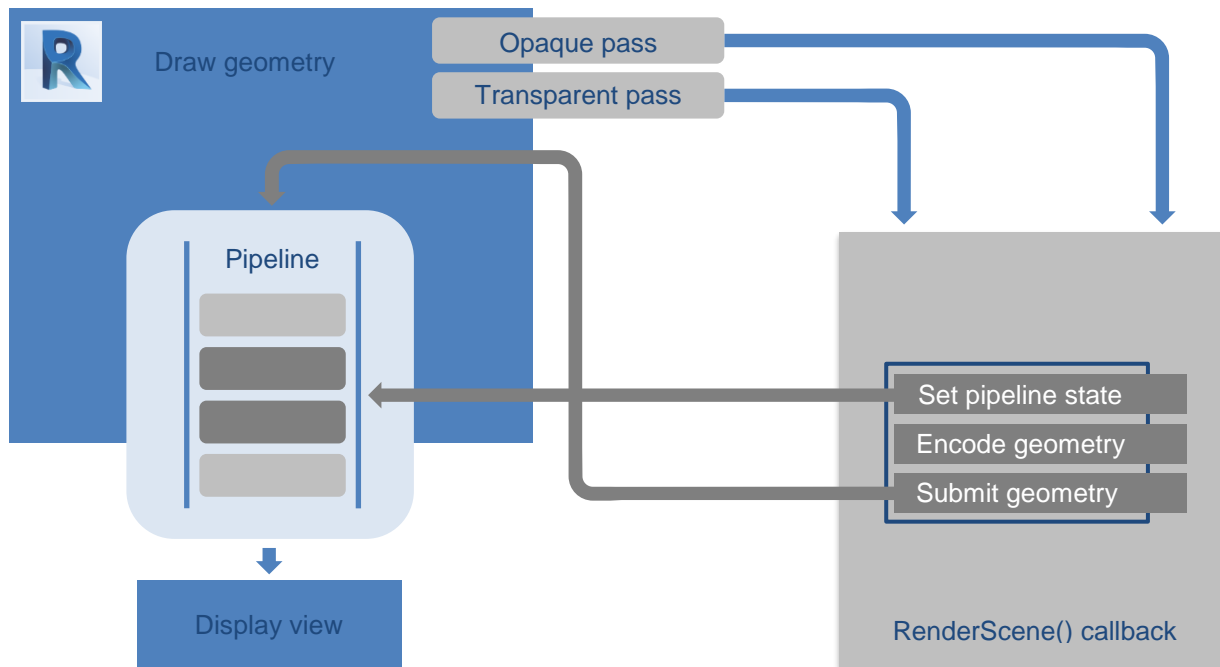 R
Draw geometry
Opaque pass
Transparent pass
Pipeline
Set pipeline state
Encode geometry
Submit geometry
Display view
RenderScene() callback